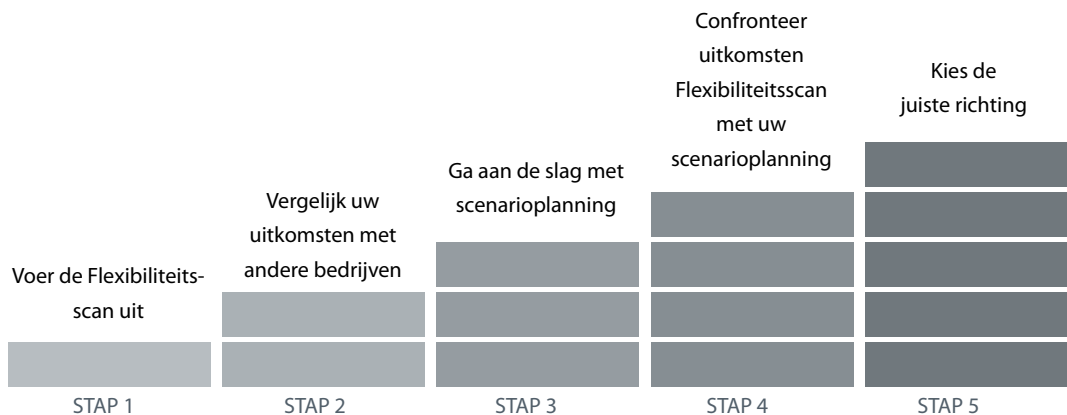 Voer de Flexibiliteits-
scan uit
STAP 1
Vergelijk uw
uitkomsten met
andere bedrijven
STAP 2
Ga aan de slag met
scenarioplanning
STAP 3
Confronteer
uitkomsten
Flexibiliteitsscan
met uw
scenarioplanning
STAP 4
Kies de
juiste richting
STAP 5